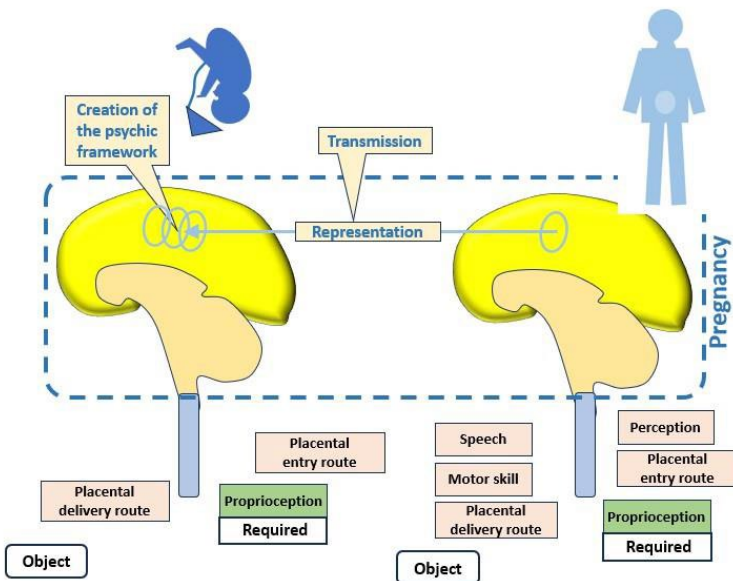 Creation of
the psychic
framework
Transmission
Representation
Pregnancy
Placental
entry route
Placental
delivery route
Proprioception
Required
Object
Speech
Motor skill
Placental
delivery route
Perception
Placental
entry route
Proprioception
Required
Object